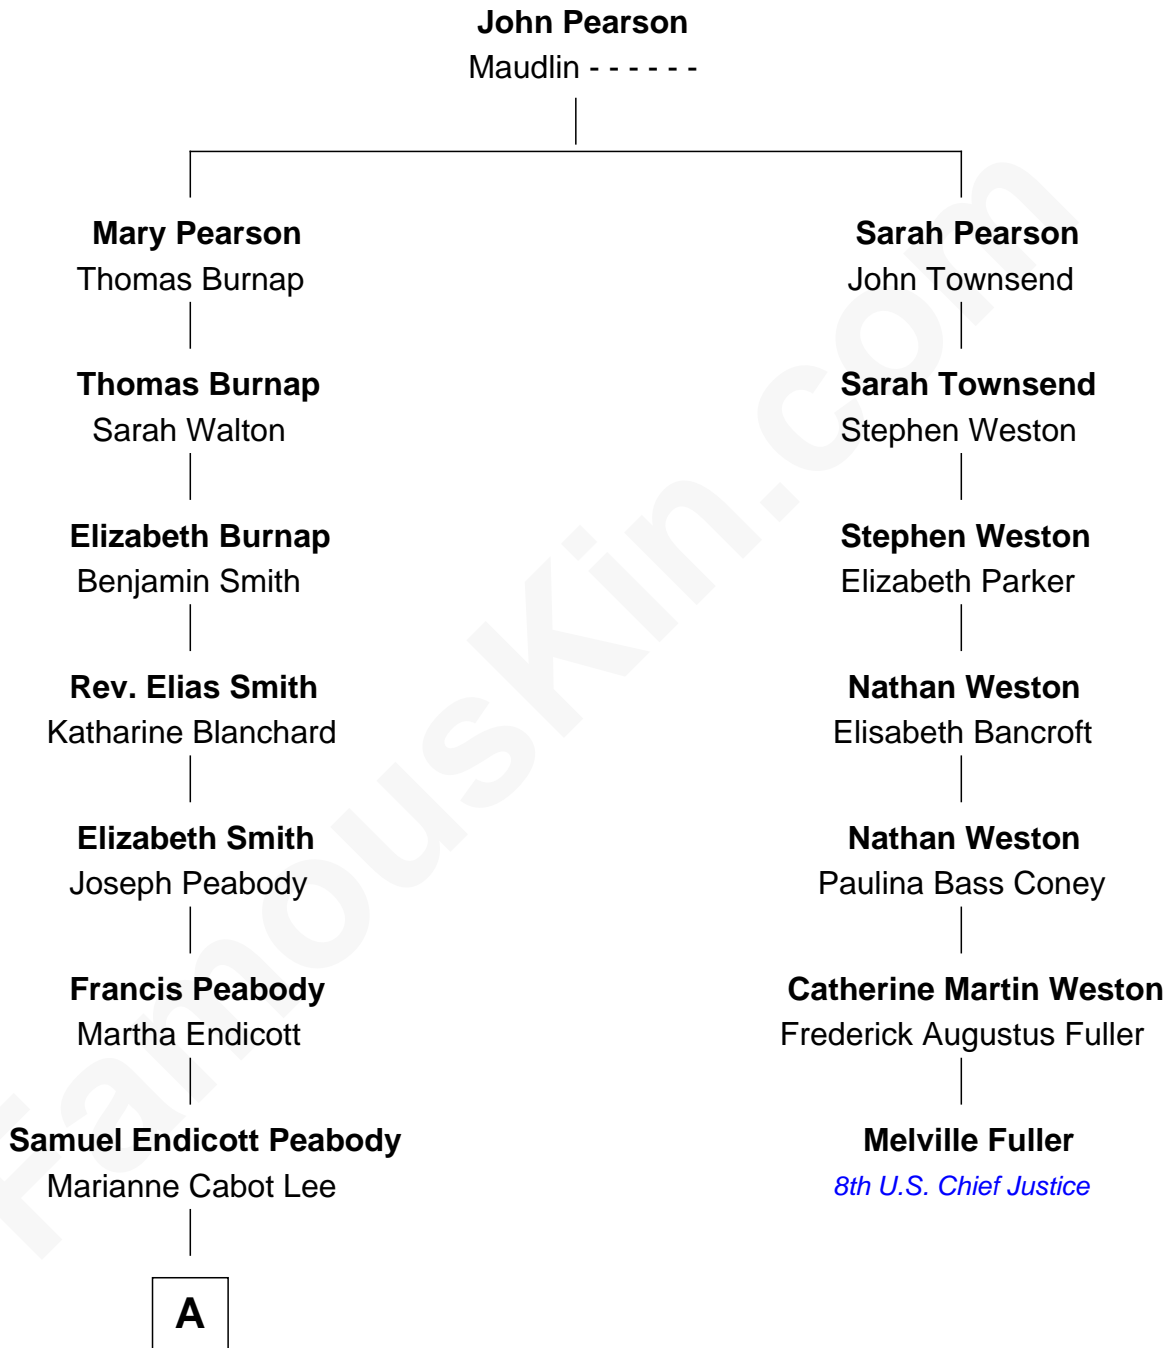 John Pearson
Maudlin - - - - - -
Mary Pearson
Thomas Burnap
Sarah Pearson
John Townsend
Thomas Burnap
Sarah Walton
Sarah Townsend
Stephen Weston
Elizabeth Burnap
Benjamin Smith
Stephen Weston
Elizabeth Parker
Rev. Elias Smith
Katharine Blanchard
Nathan Weston
Elisabeth Bancroft
Elizabeth Smith
Joseph Peabody
Nathan Weston
Paulina Bass Coney
Francis Peabody
Martha Endicott
Catherine Martin Weston
Frederick Augustus Fuller
Samuel Endicott Peabody
Marianne Cabot Lee
Melville Fuller
8th U.S. Chief Justice
A
FamousKin.com